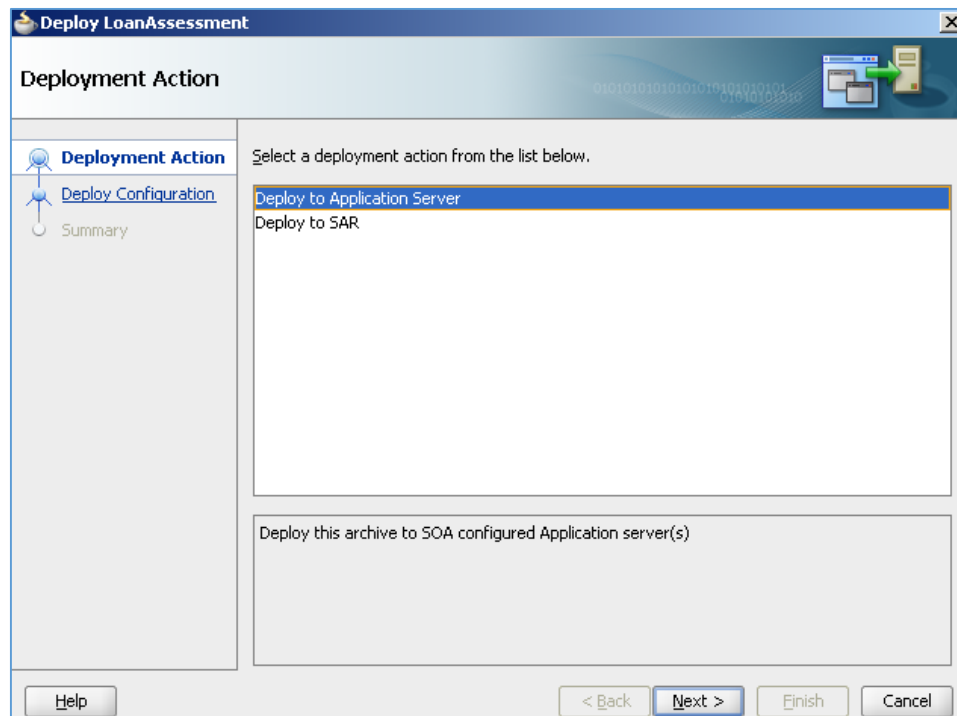 Deploy LoanAssessment
Deployment Action
Deployment Action
Select a deployment action from the list below.
Deploy Configuration
Deploy to Application Server
Deploy to SAR
Summary
Deploy this archive to SOA configured Application server(s)
Help
< Back
Next >
Finish
Cancel